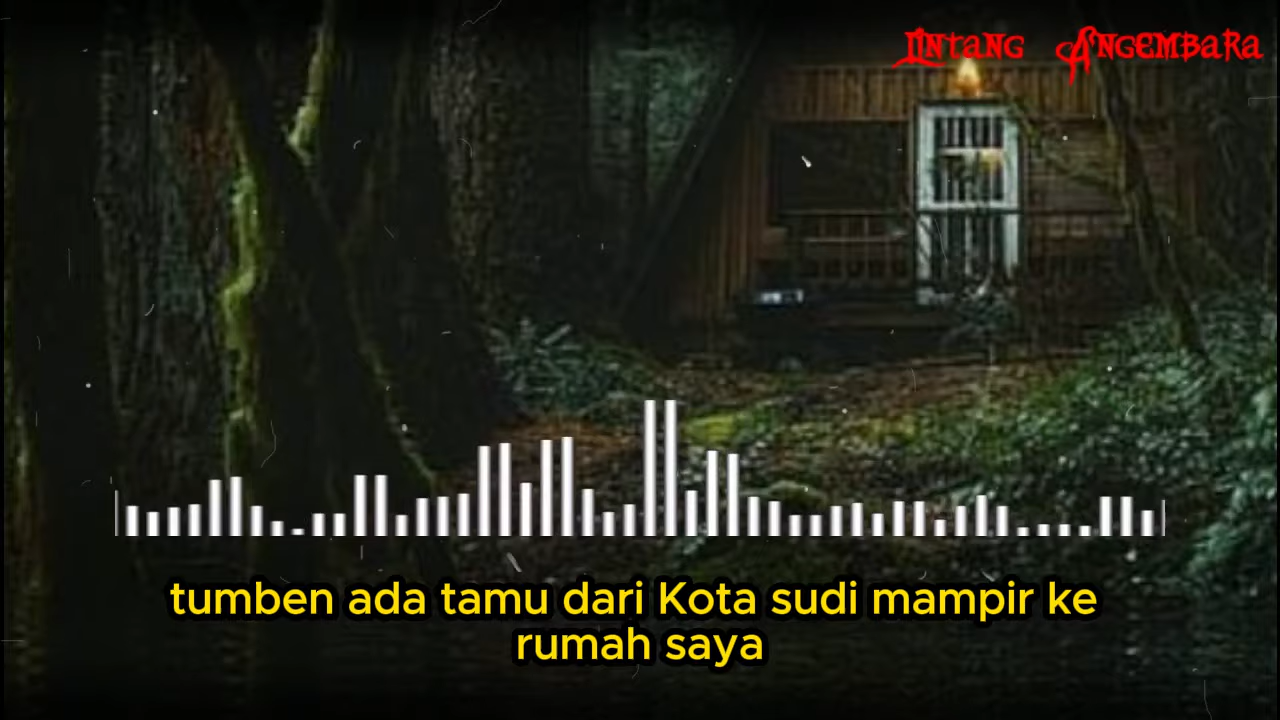 Lintang Angembara
tumben ada tamu dari Kota sudi mampir ke
rumah saya